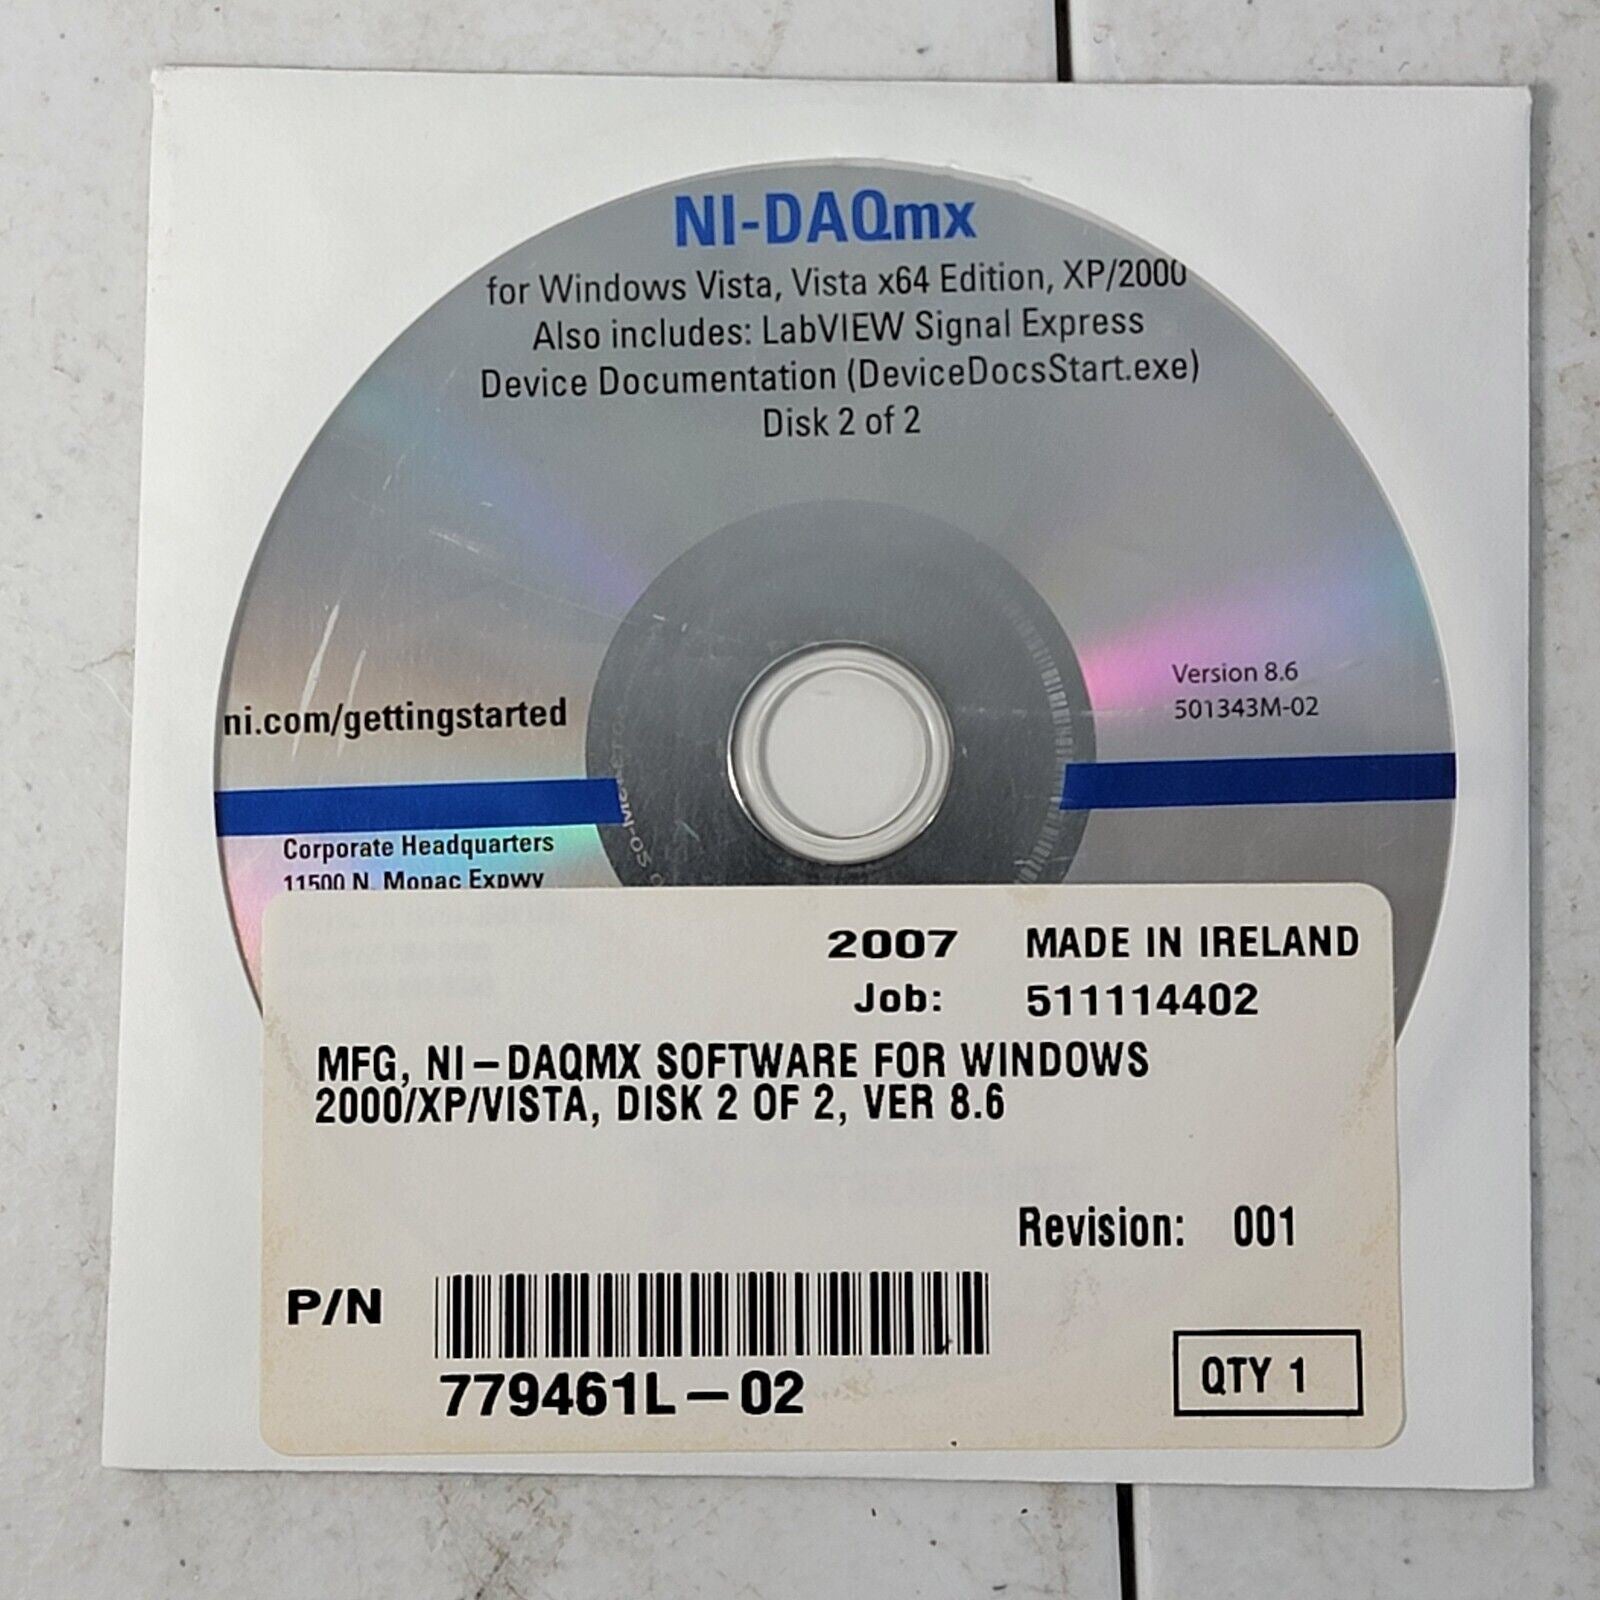 NI-DAQmx
for Windows Vista, Vista x64 Edition, XP/2000
Also includes: LabVIEW Signal Express
Device Documentation (DeviceDocsStart.exe)
Disk 2 of 2
Version 8.6
501343M-02
ni.com/gettingstarted
Corporate Headquarters
11500 N. Mopac Expwy
2007 MADE IN IRELAND
Job: 511114402
MFG, NI-DAQMX SOFTWARE FOR WINDOWS
2000/XP/VISTA, DISK 2 OF 2, VER 8.6
Revision: 001
P/N
779461L-02
QTY 1